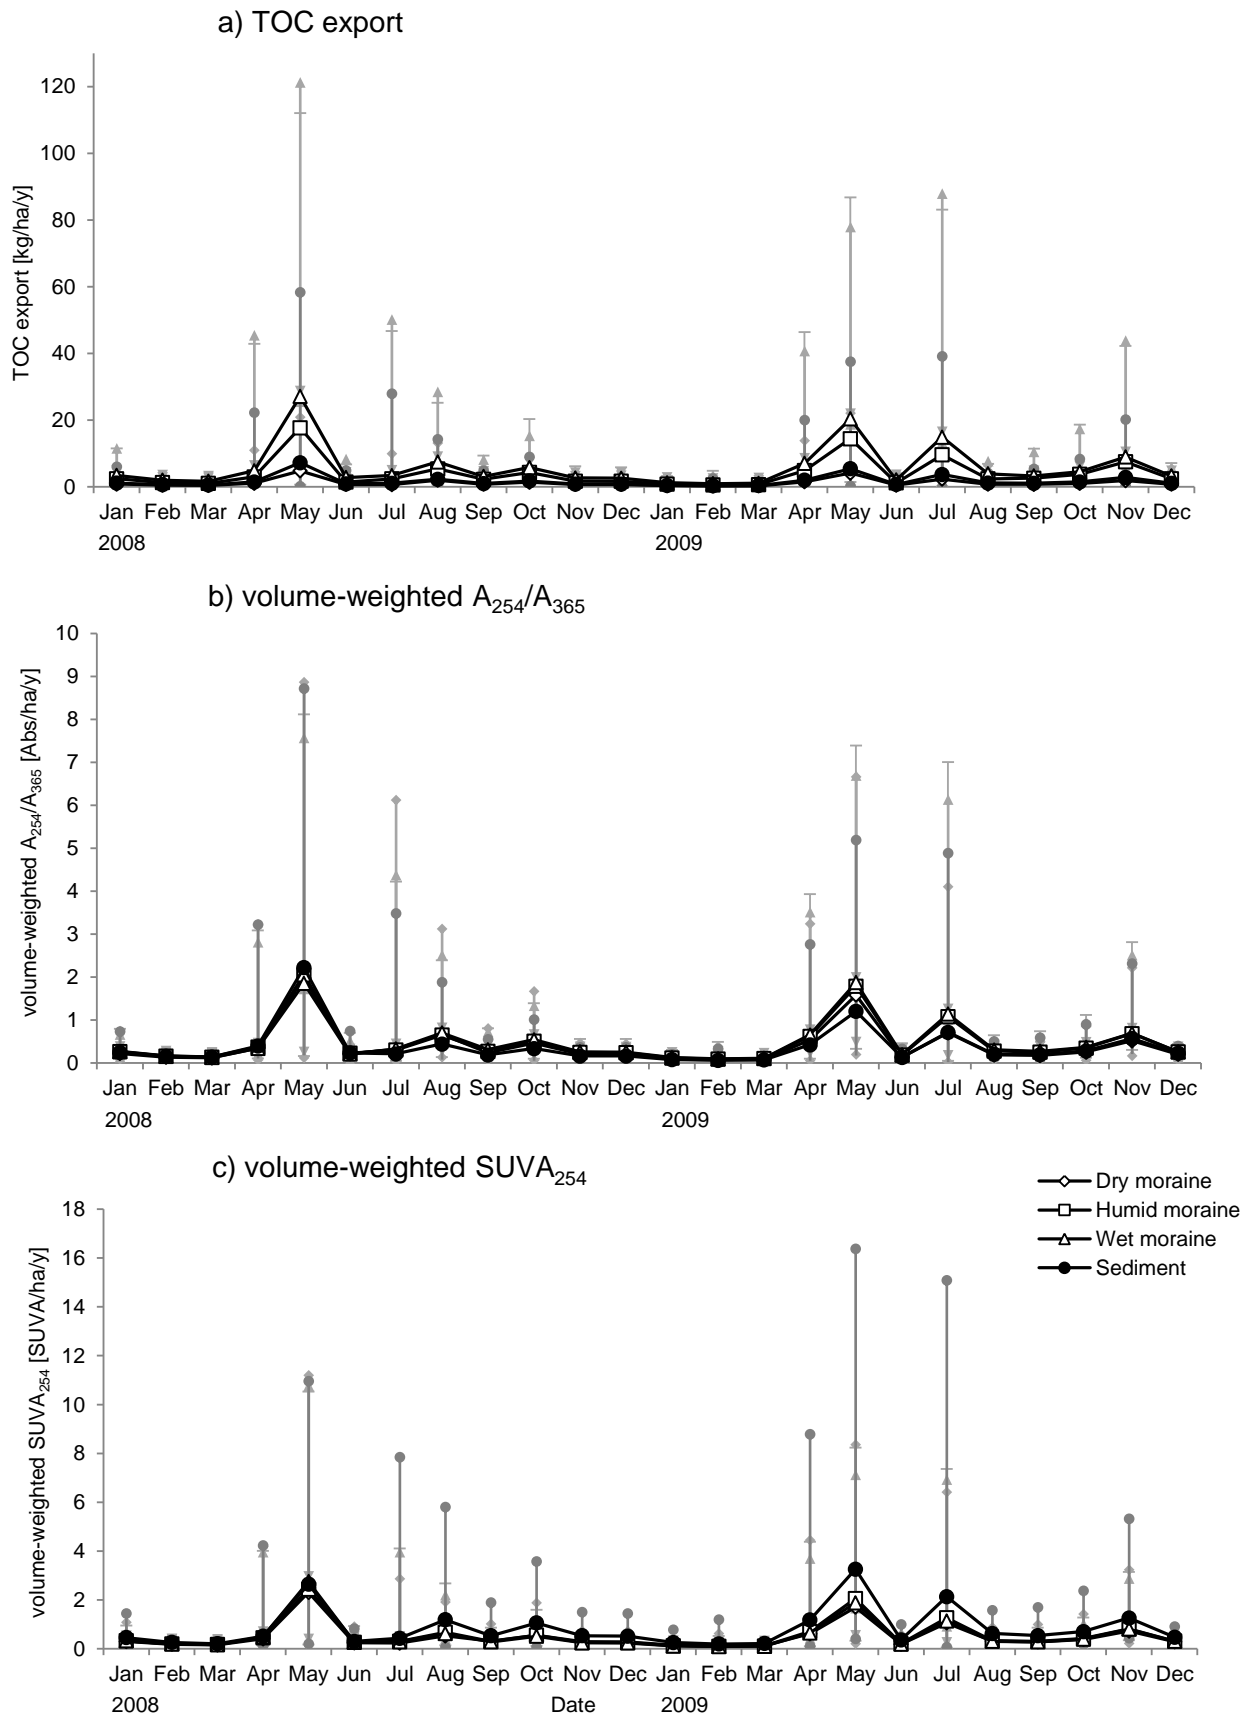 a) TOC export
TOC export [kg/ha/y]
120
100
80
60
40
20
0
Jan Feb Mar Apr May Jun Jul Aug Sep Oct Nov Dec Jan Feb Mar Apr May Jun Jul Aug Sep Oct Nov Dec
2008 2009
b) volume-weighted A254/A365
volume-weighted A254/A365 [Abs/ha/y]
10
9
8
7
6
5
4
3
2
1
0
Jan Feb Mar Apr May Jun Jul Aug Sep Oct Nov Dec Jan Feb Mar Apr May Jun Jul Aug Sep Oct Nov Dec
2008 2009
c) volume-weighted SUVA254
Dry moraine
Humid moraine
Wet moraine
Sediment
volume-weighted SUVA254 [SUVA/ha/y]
18
16
14
12
10
8
6
4
2
0
Jan Feb Mar Apr May Jun Jul Aug Sep Oct Nov Dec Jan Feb Mar Apr May Jun Jul Aug Sep Oct Nov Dec
2008 Date 2009